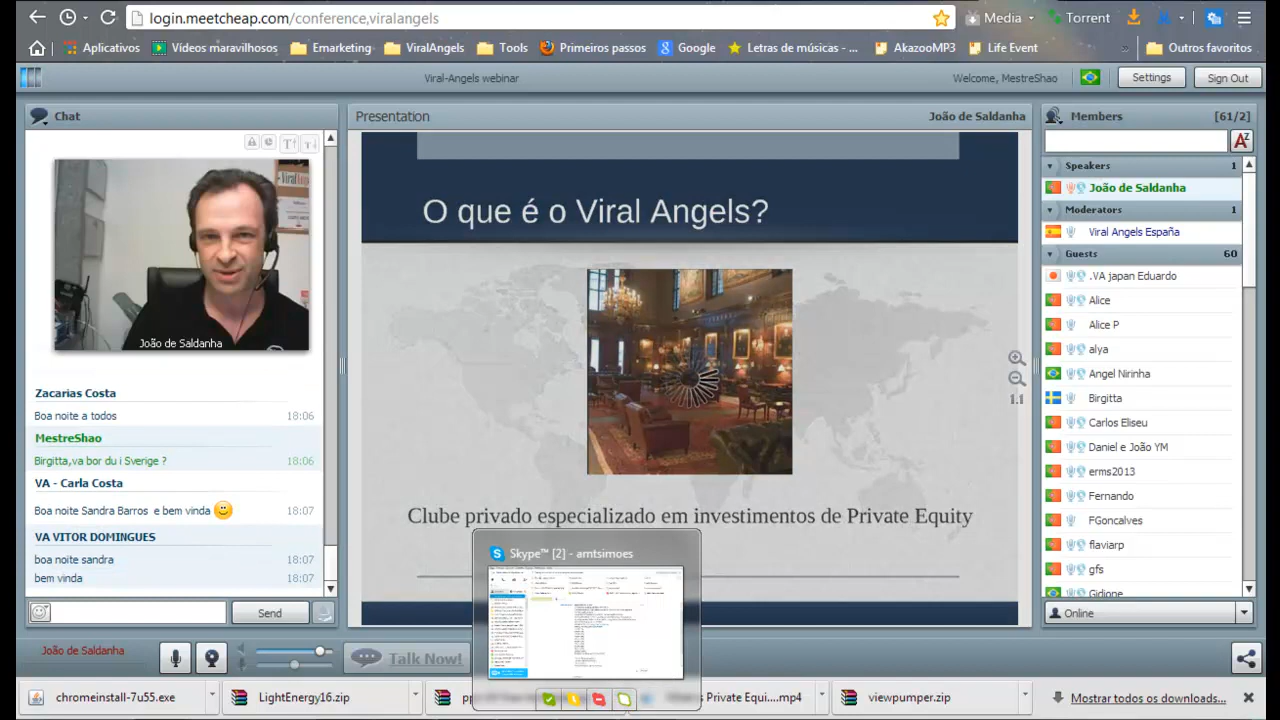 login.meetcheap.com/conference,viralangels
Media
Torrent
Aplicativos
Vídeos maravilhosos
Emarketing
ViralAngels
Tools
Primeiros passos
Google
Letras de músicas - ...
AkazooMP3
Life Event
»
Outros favoritos
Viral-Angels webinar
Welcome, MestreShao
Settings
Sign Out
Chat
João de Saldanha
Zacarias Costa
Boa noite a todos 18:06
MestreShao
Birgitta,va bor du i Sverige ? 18:06
VA - Carla Costa
Boa noite Sandra Barros e bem vinda 18:07
VA VITOR DOMINGUES
boa noite sandra 18:07
bem vinda 18:07
João de Saldanha
Talk Now!
Presentation
João de Saldanha
O que é o Viral Angels?
Clube privado especializado em investimentos de Private Equity
1:1
Skype™ [2] - amtsimoes
Members [61/2]
Speakers 1
João de Saldanha
Moderators 1
Viral Angels España
Guests 60
.VA japan Eduardo
Alice
Alice P
alya
Angel Nirinha
Birgitta
Carlos Eliseu
Daniel e João YM
erms2013
Fernando
FGoncalves
chromeinstall-7u55.exe
LightEnergy16.zip
s Private Equi....mp4
viewpumper.zip
Mostrar todos os downloads...